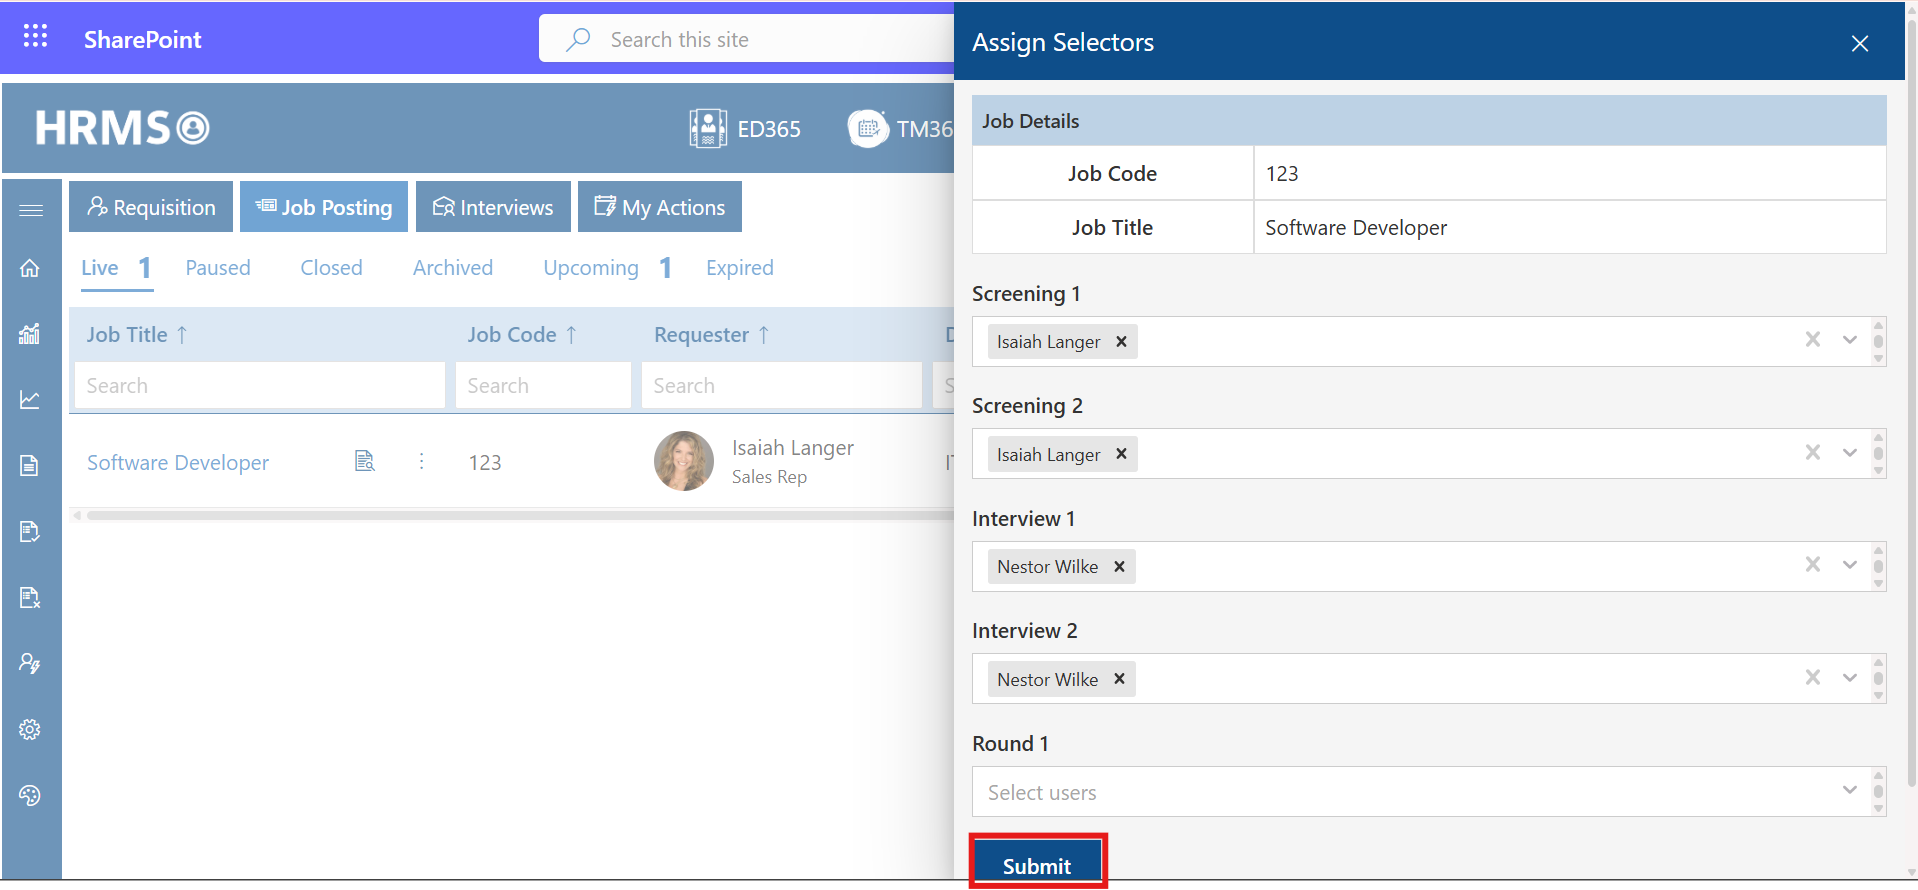 SharePoint
Search this site
HRMS
ED365
TM36
Requisition
Job Posting
Interviews
My Actions
Live 1
Paused
Closed
Archived
Upcoming 1
Expired
Job Title ↑
Job Code ↑
Requester ↑
Search
Search
Search
Software Developer
123
Isaiah Langer
Sales Rep
Assign Selectors
Job Details
Job Code
123
Job Title
Software Developer
Screening 1
Isaiah Langer
Screening 2
Isaiah Langer
Interview 1
Nestor Wilke
Interview 2
Nestor Wilke
Round 1
Select users
Submit